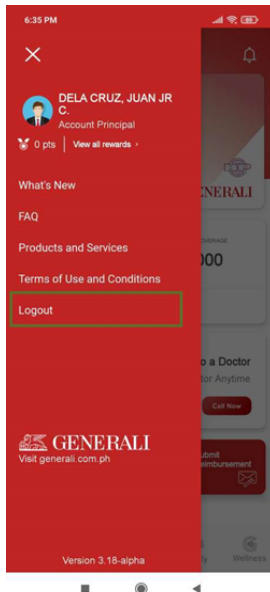 6:35 PM
DELA CRUZ, JUAN JR
C.
Account Principal
0 pts | View all rewards ›
What's New
FAQ
Products and Services
Terms of Use and Conditions
Logout
GENERALI
Visit generali.com.ph
Version 3.18-alpha
NERALI
000
o a Doctor
tor Anytime
Call Now
ubmit
eimbursement
Wellness